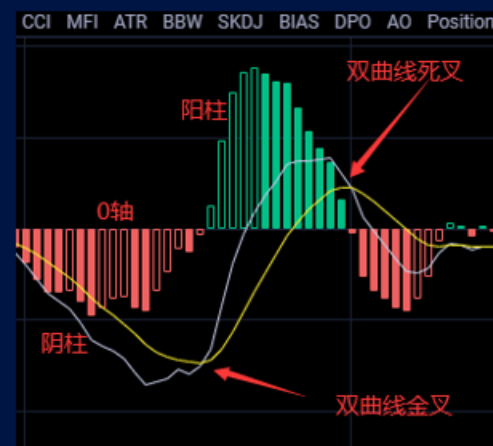 CCI MFI ATR BBW SKDJ BIAS DPO AO Position
双曲线死叉
阳柱
0轴
阴柱
双曲线金叉